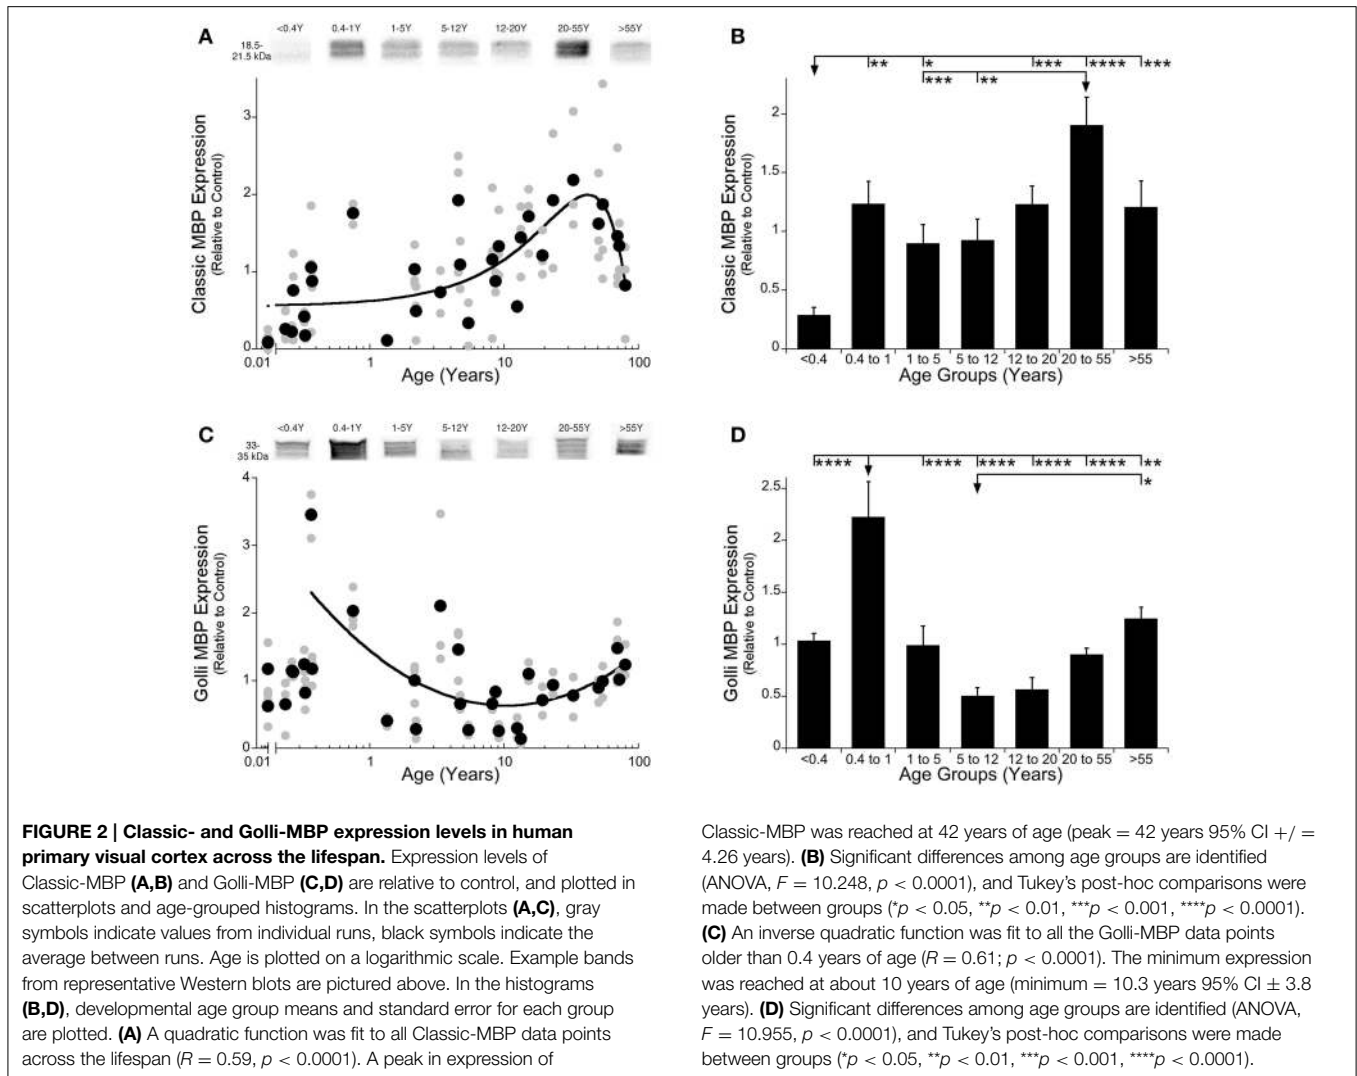 A
<0.4Y 0.4-1Y 1-5Y 5-12Y 12-20Y 20-55Y >55Y
18.5-
21.5 kDa
Classic MBP Expression
(Relative to Control)
3
2
1
0
0.01 1 10 100
Age (Years)
B
** * *** **** ***
*** **
Classic MBP Expression
(Relative to Control)
2
1.5
1
0.5
0
<0.4 0.4 to 1 1 to 5 5 to 12 12 to 20 20 to 55 >55
Age Groups (Years)
C
<0.4Y 0.4-1Y 1-5Y 5-12Y 12-20Y 20-55Y >55Y
33-
35 kDa
Golli MBP Expression
(Relative to Control)
4
3
2
1
0
0.01 1 10 100
Age (Years)
D
**** **** **** **** **** **
*
Golli MBP Expression
(Relative to Control)
2.5
2
1.5
1
0.5
0
<0.4 0.4 to 1 1 to 5 5 to 12 12 to 20 20 to 55 >55
Age Groups (Years)
FIGURE 2 | Classic- and Golli-MBP expression levels in human
primary visual cortex across the lifespan. Expression levels of
Classic-MBP (A,B) and Golli-MBP (C,D) are relative to control, and plotted in
scatterplots and age-grouped histograms. In the scatterplots (A,C), gray
symbols indicate values from individual runs, black symbols indicate the
average between runs. Age is plotted on a logarithmic scale. Example bands
from representative Western blots are pictured above. In the histograms
(B,D), developmental age group means and standard error for each group
are plotted. (A) A quadratic function was fit to all Classic-MBP data points
across the lifespan (R = 0.59, p < 0.0001). A peak in expression of
Classic-MBP was reached at 42 years of age (peak = 42 years 95% CI +/ =
4.26 years). (B) Significant differences among age groups are identified
(ANOVA, F = 10.248, p < 0.0001), and Tukey's post-hoc comparisons were
made between groups (*p < 0.05, **p < 0.01, ***p < 0.001, ****p < 0.0001).
(C) An inverse quadratic function was fit to all the Golli-MBP data points
older than 0.4 years of age (R = 0.61; p < 0.0001). The minimum expression
was reached at about 10 years of age (minimum = 10.3 years 95% CI ± 3.8
years). (D) Significant differences among age groups are identified (ANOVA,
F = 10.955, p < 0.0001), and Tukey's post-hoc comparisons were made
between groups (*p < 0.05, **p < 0.01, ***p < 0.001, ****p < 0.0001).